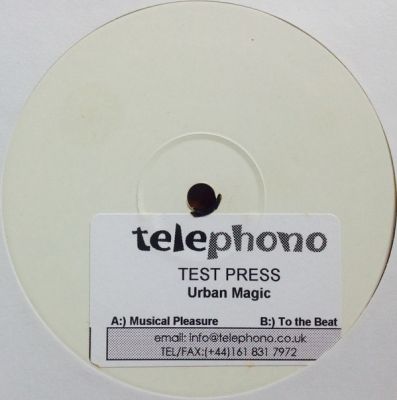 telephono
TEST PRESS
Urban Magic
A:) Musical Pleasure B:) To the Beat
email: info@telephono.co.uk
TEL/FAX:(+44)161 831 7972